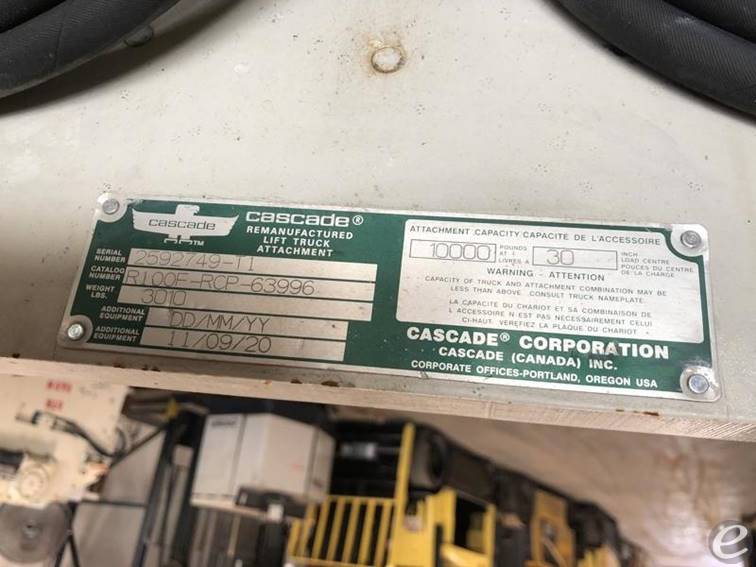 cascade
TM
cascade®
REMANUFACTURED
LIFT TRUCK
ATTACHMENT
SERIAL NUMBER 2592749-T1
CATALOG NUMBER R100F-RCP-63996
WEIGHT LBS. 3010
ADDITIONAL EQUIPMENT DD/MM/YY
ADDITIONAL EQUIPMENT 11/09/20
ATTACHMENT CAPACITY CAPACITE DE L'ACCESSOIRE
10000 POUNDS AT / LIVRES A 30 INCH LOAD CENTRE POUCES DU CENTRE DE LA CHARGE
WARNING - ATTENTION
CAPACITY OF TRUCK AND ATTACHMENT COMBINATION MAY BE
LESS THAN ABOVE. CONSULT TRUCK NAMEPLATE.
LA CAPACITE DU CHARIOT ET SA COMBINAISON DE
L'ACCESSOIRE N EST PAS NECESSAIREMENT CELUI
CI-HAUT. VEREFIEZ LA PLAQUE DU CHARIOT.
CASCADE® CORPORATION
CASCADE (CANADA) INC.
CORPORATE OFFICES-PORTLAND, OREGON USA
e